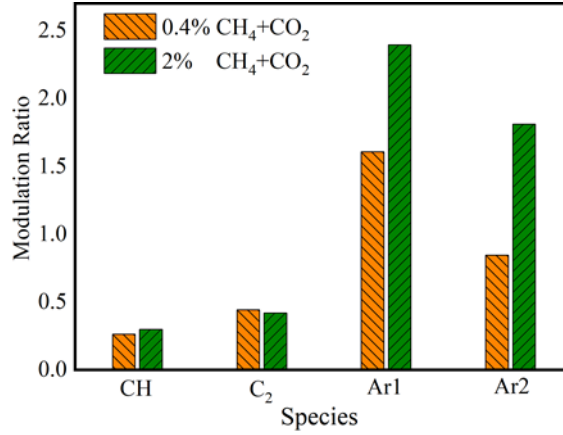 0.4% CH₄+CO₂
2% CH₄+CO₂
Modulation Ratio
2.5
2.0
1.5
1.0
0.5
0.0
CH
C₂
Ar1
Ar2
Species